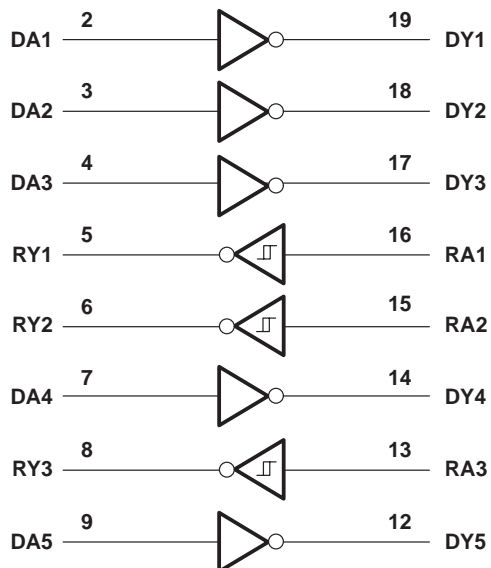 DA1 2 19 DY1
DA2 3 18 DY2
DA3 4 17 DY3
RY1 5 16 RA1
RY2 6 15 RA2
DA4 7 14 DY4
RY3 8 13 RA3
DA5 9 12 DY5